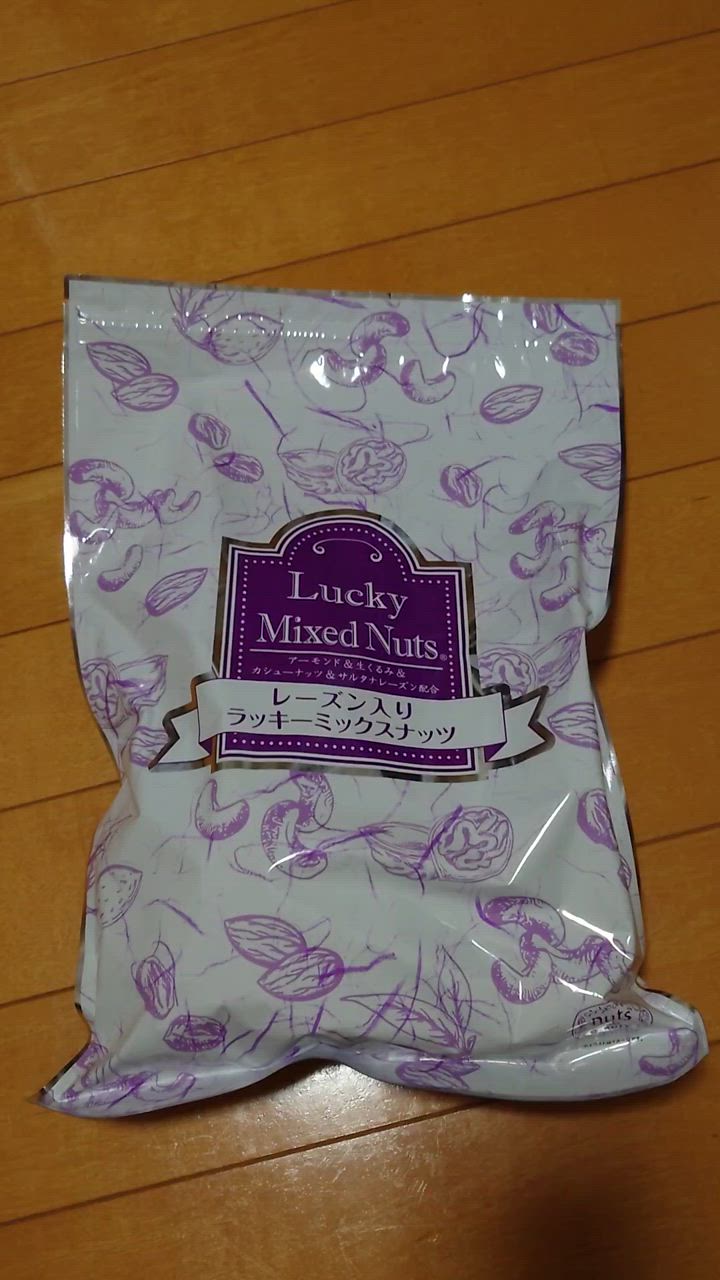 Lucky
Mixed Nuts®
アーモンド&生くるみ&
カシューナッツ&サルタナレーズン配合
レーズン入り
ラッキーミックスナッツ
nuts